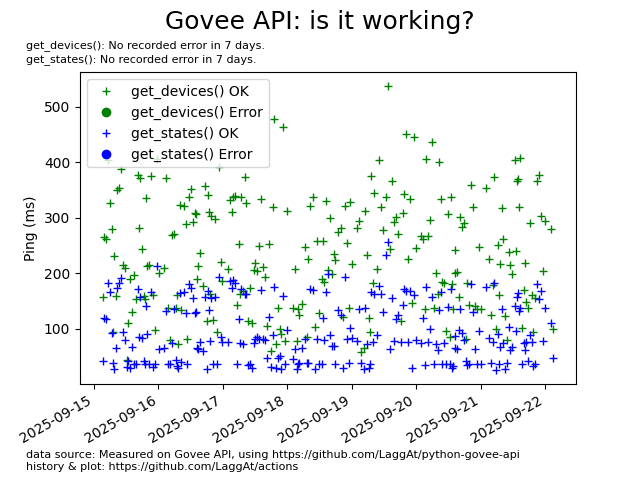 Govee API: is it working?
get_devices(): No recorded error in 7 days.
get_states(): No recorded error in 7 days.
get_devices() OK
get_devices() Error
get_states() OK
get_states() Error
Ping (ms)
500
400
300
200
100
2025-09-15
2025-09-16
2025-09-17
2025-09-18
2025-09-19
2025-09-20
2025-09-21
2025-09-22
data source: Measured on Govee API, using https://github.com/LaggAt/python-govee-api
history & plot: https://github.com/LaggAt/actions